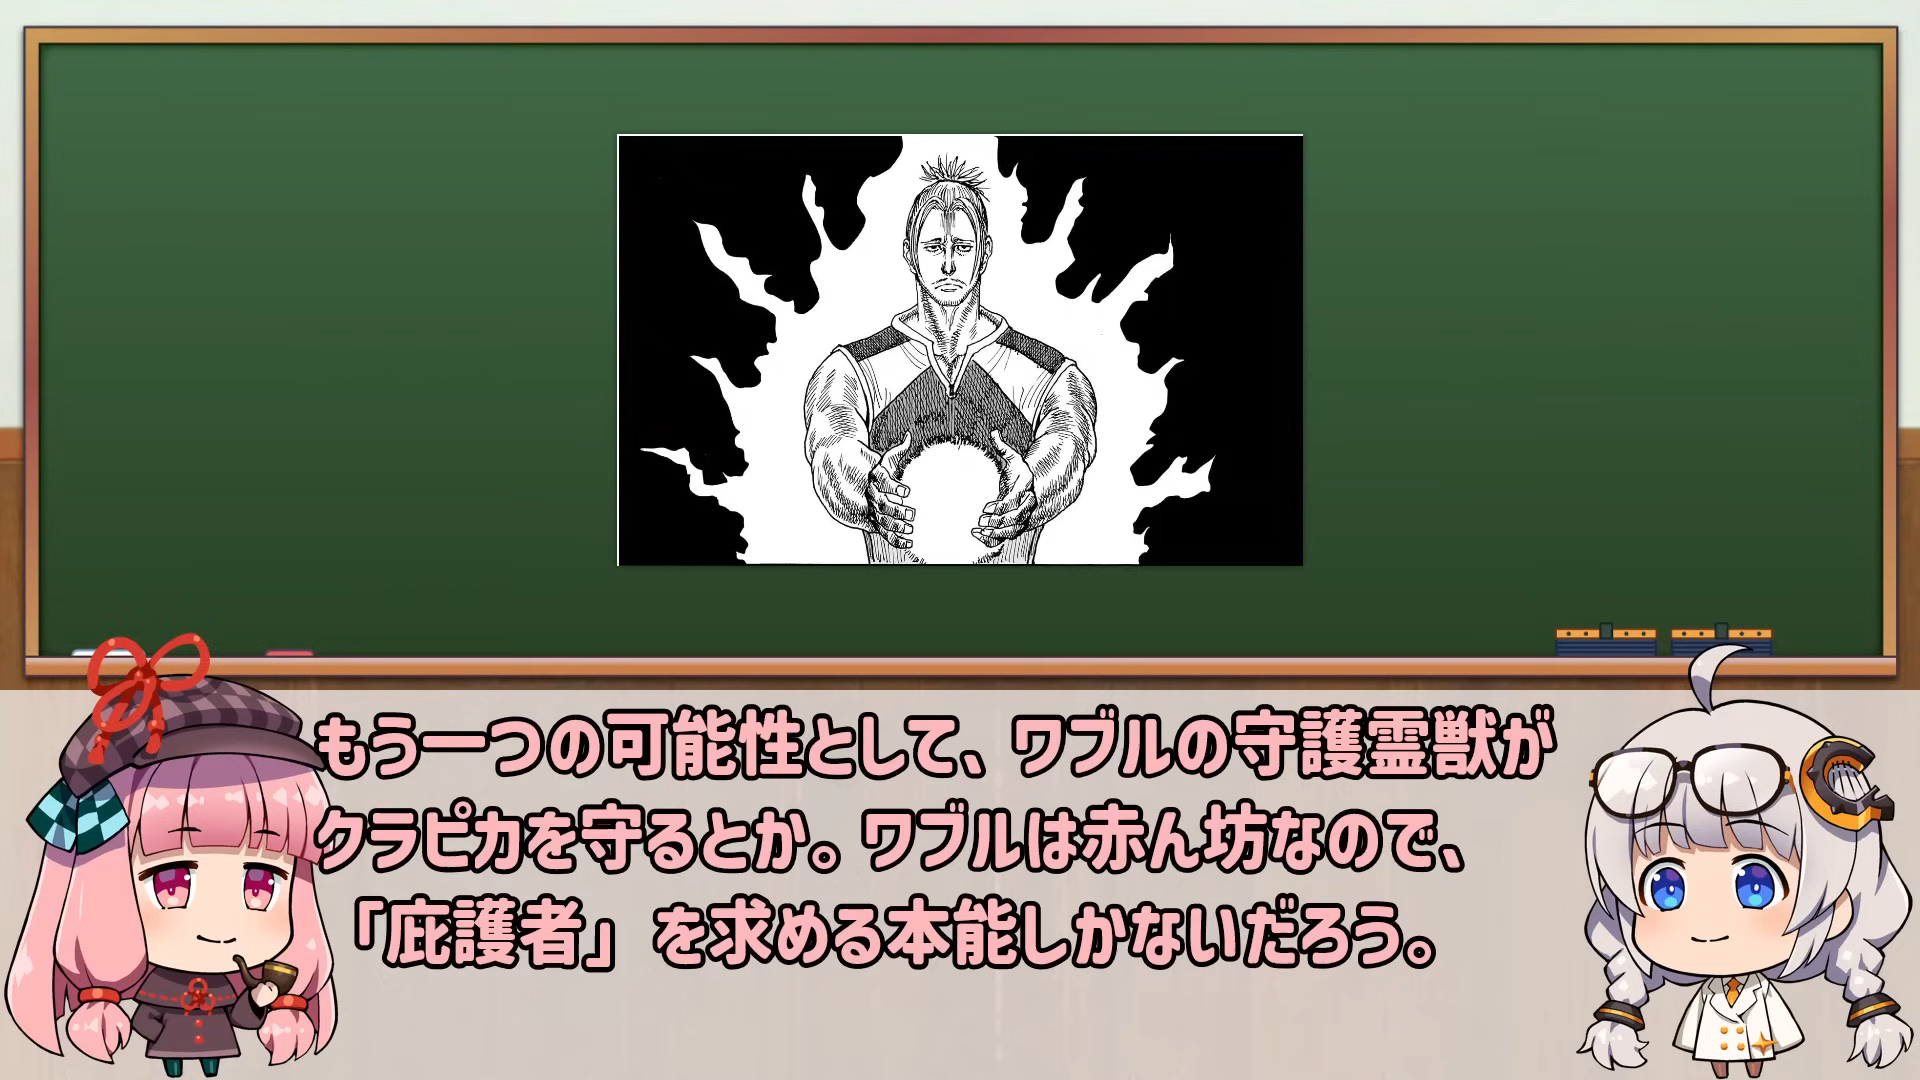 もう一つの可能性として、ワブルの守護霊獣が
クラピカを守るとか。ワブルは赤ん坊なので、
「庇護者」を求める本能しかないだろう。